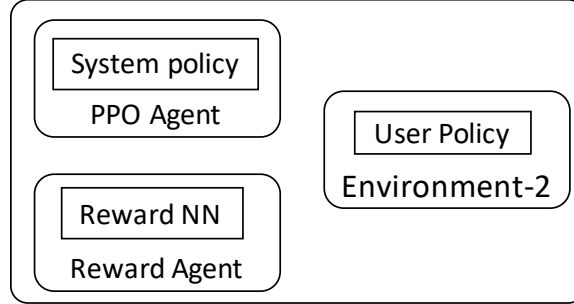 System policy
PPO Agent
User Policy
Environment-2
Reward NN
Reward Agent